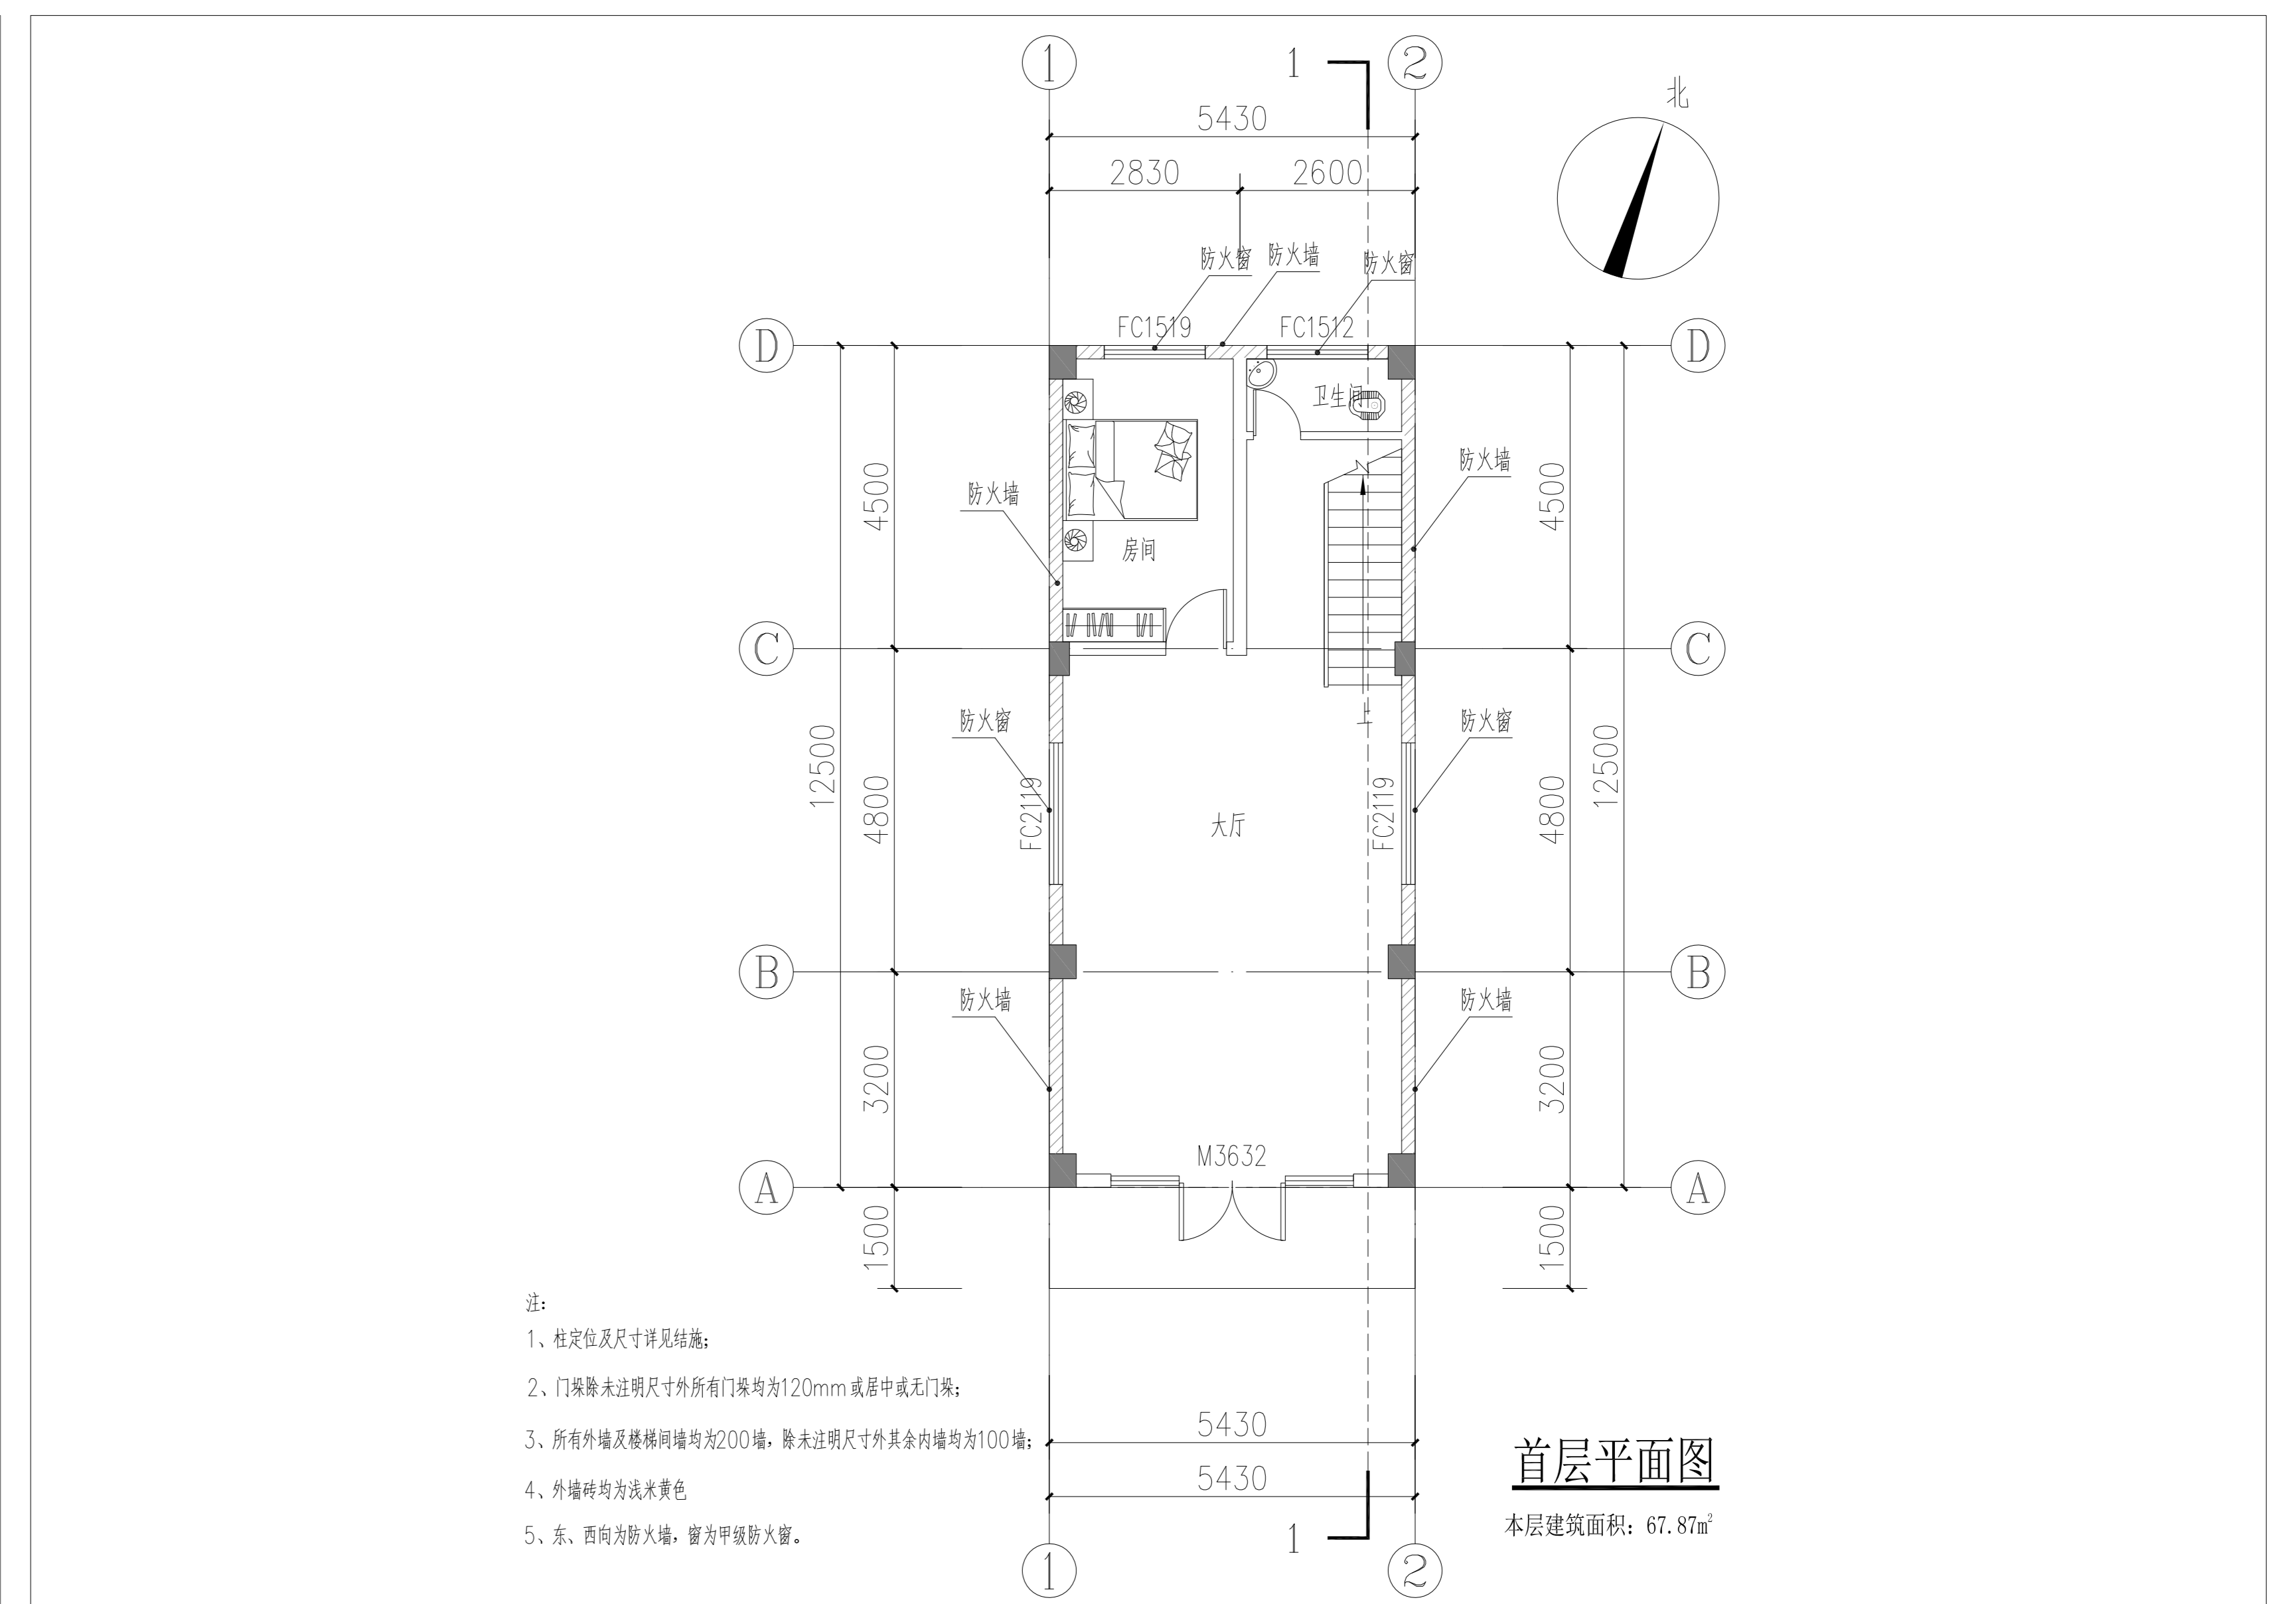 1
1
2
北
5430
2830
2600
防火窗
防火墙
防火窗
FC1519
FC1512
D
D
卫生间
防火墙
防火墙
4500
4500
房间
C
C
防火窗
防火窗
上
12500
4800
FC2119
大厅
FC2119
4800
12500
B
B
防火墙
防火墙
3200
3200
M3632
A
A
1500
1500
注：
1、柱定位及尺寸详见结施；
2、门垛除未注明尺寸外所有门垛均为120mm或居中或无门垛；
3、所有外墙及楼梯间墙均为200墙，除未注明尺寸外其余内墙均为100墙；
4、外墙砖均为浅米黄色
5、东、西向为防火墙，窗为甲级防火窗。
5430
5430
首层平面图
本层建筑面积：67.87m²
1
1
2